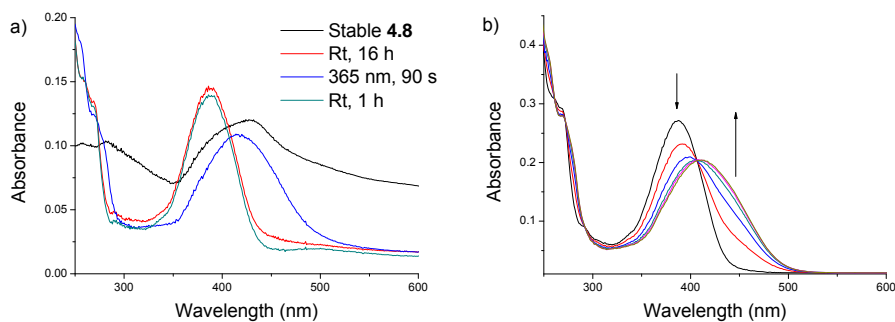 a)
0.20
0.15
0.10
0.05
0.00
Absorbance
300
400
500
600
Wavelength (nm)
Stable 4.8
Rt, 16 h
365 nm, 90 s
Rt, 1 h
b)
0.4
0.3
0.2
0.1
Absorbance
300
400
500
600
Wavelength (nm)